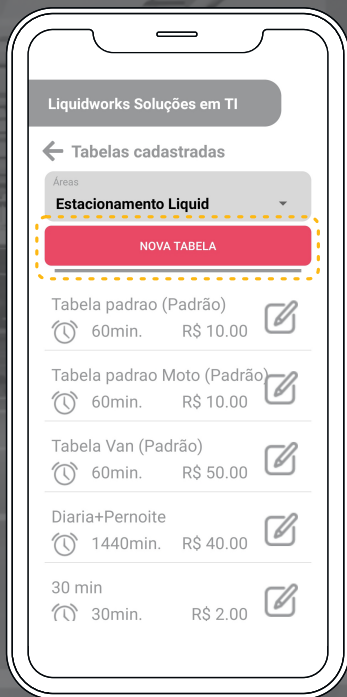 Liquidworks Soluções em TI
Tabelas cadastradas
Áreas
Estacionamento Liquid
NOVA TABELA
Tabela padrao (Padrão)
60min. R$ 10.00
Tabela padrao Moto (Padrão)
60min. R$ 10.00
Tabela Van (Padrão)
60min. R$ 50.00
Diaria+Pernoite
1440min. R$ 40.00
30 min
30min. R$ 2.00